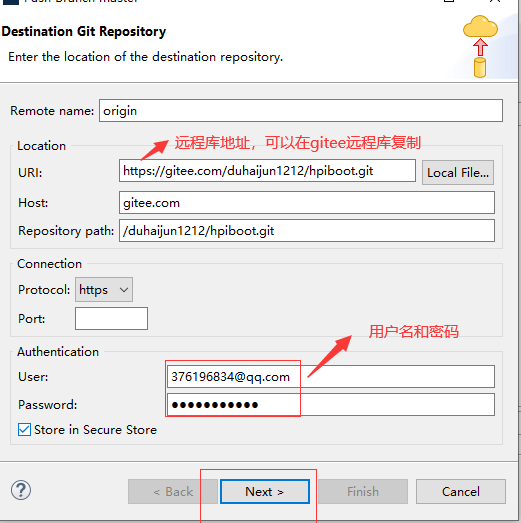 Push Branch master
Destination Git Repository
Enter the location of the destination repository.
Remote name: origin
远程库地址，可以在gitee远程库复制
Location
URI: https://gitee.com/duhaijun1212/hpiboot.git Local File...
Host: gitee.com
Repository path: /duhaijun1212/hpiboot.git
Connection
Protocol: https
Port:
用户名和密码
Authentication
User: 376196834@qq.com
Password: ●●●●●●●●●●●
Store in Secure Store
? < Back Next > Finish Cancel